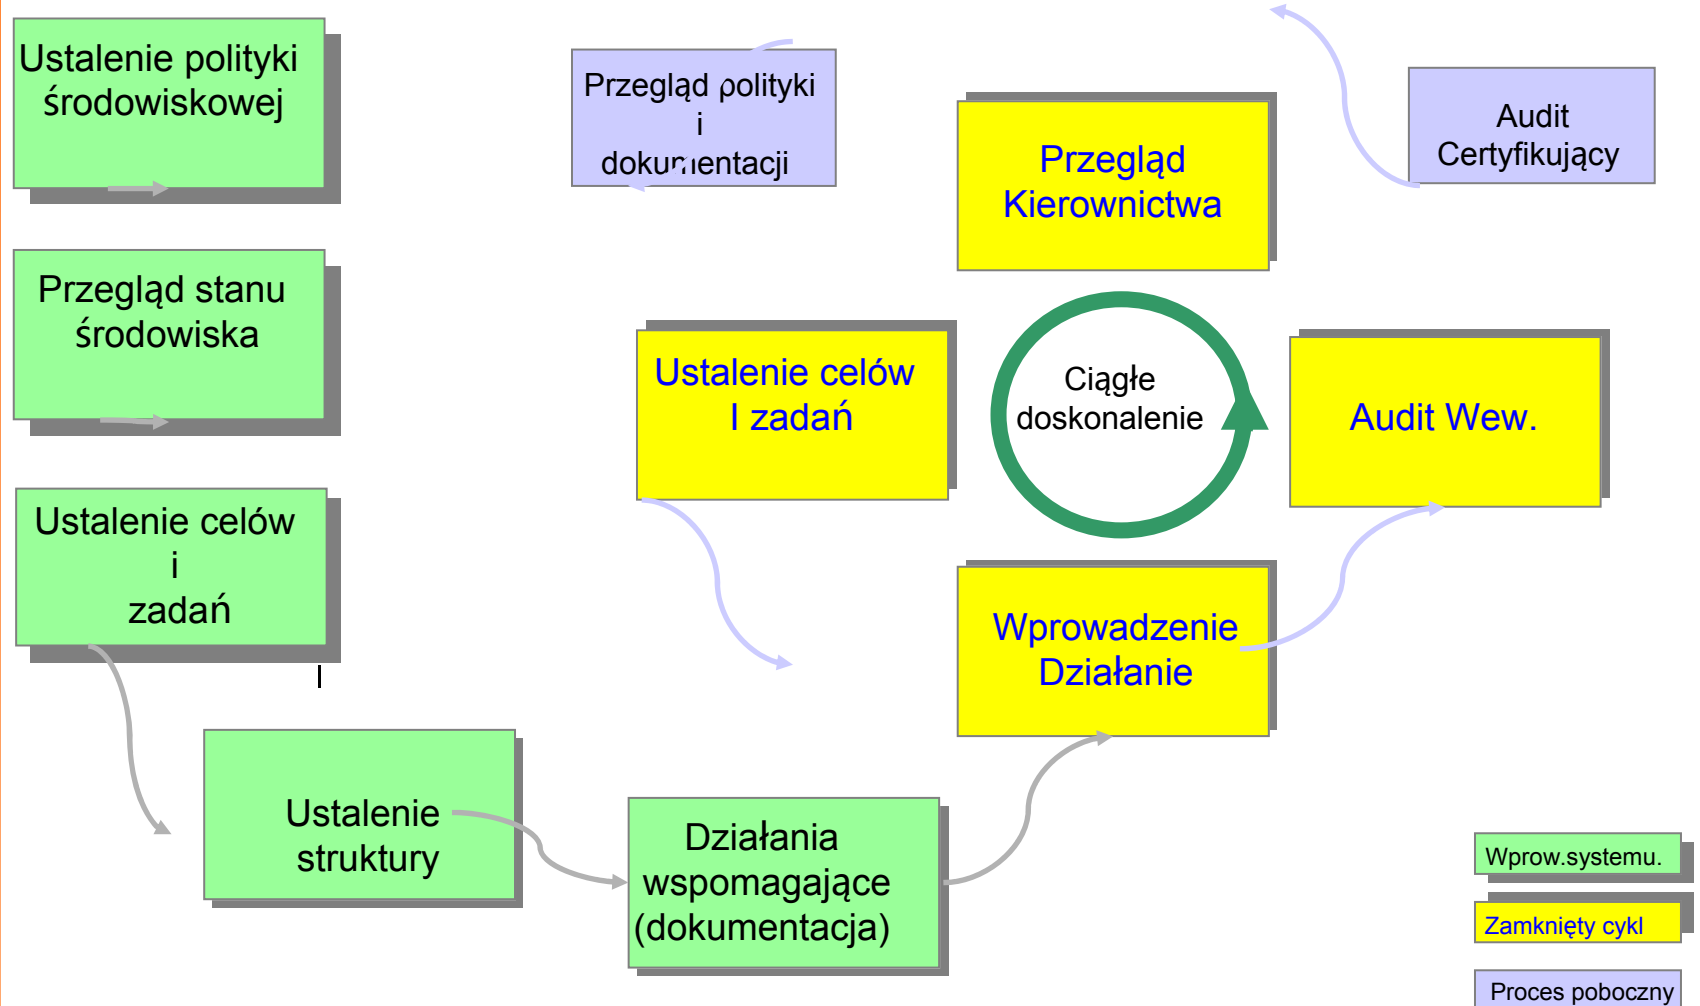 Ustalenie polityki
środowiskowej
Przegląd polityki
i
dokumentacji
Audit
Certyfikujący
Przegląd
Kierownictwa
Przegląd stanu
środowiska
Ustalenie celów
I zadań
Ciągłe
doskonalenie
Audit Wew.
Ustalenie celów
i
zadań
Wprowadzenie
Działanie
Ustalenie
struktury
Działania
wspomagające
(dokumentacja)
Wprow.systemu.
Zamknięty cykl
Proces poboczny